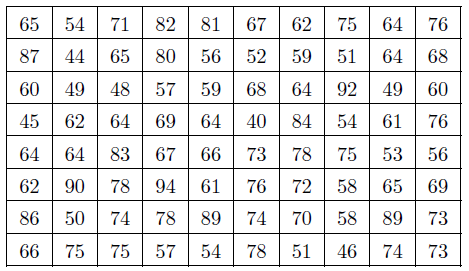 65 54 71 82 81 67 62 75 64 76
87 44 65 80 56 52 59 51 64 68
60 49 48 57 59 68 64 92 49 60
45 62 64 69 64 40 84 54 61 76
64 64 83 67 66 73 78 75 53 56
62 90 78 94 61 76 72 58 65 69
86 50 74 78 89 74 70 58 89 73
66 75 75 57 54 78 51 46 74 73